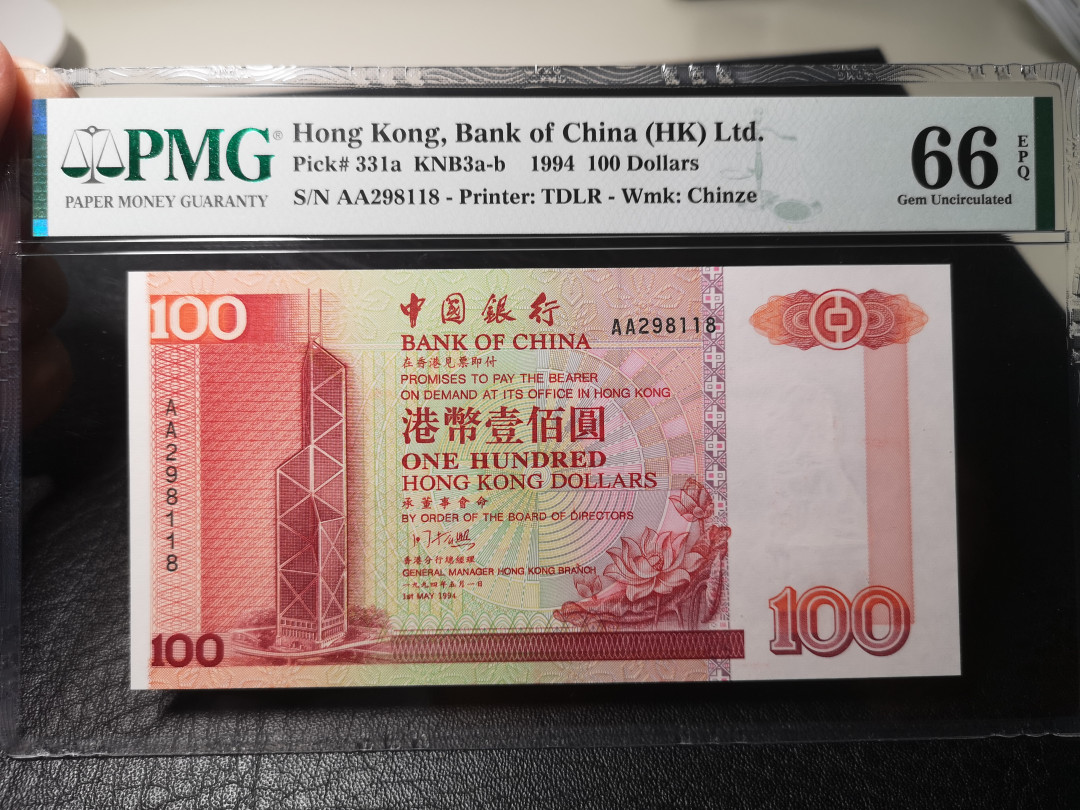 PMG®
PAPER MONEY GUARANTY
Hong Kong, Bank of China (HK) Ltd.
Pick# 331a KNB3a-b 1994 100 Dollars
S/N AA298118 - Printer: TDLR - Wmk: Chinze
66 EPQ
Gem Uncirculated
100
中國銀行
AA298118
BANK OF CHINA
在香港見票即付
PROMISES TO PAY THE BEARER
ON DEMAND AT ITS OFFICE IN HONG KONG
港幣壹佰圓
ONE HUNDRED
HONG KONG DOLLARS
承董事會命
BY ORDER OF THE BOARD OF DIRECTORS
香港分行總經理
GENERAL MANAGER HONG KONG BRANCH
一九九四年五月一日
1st MAY 1994
AA298118
100
100